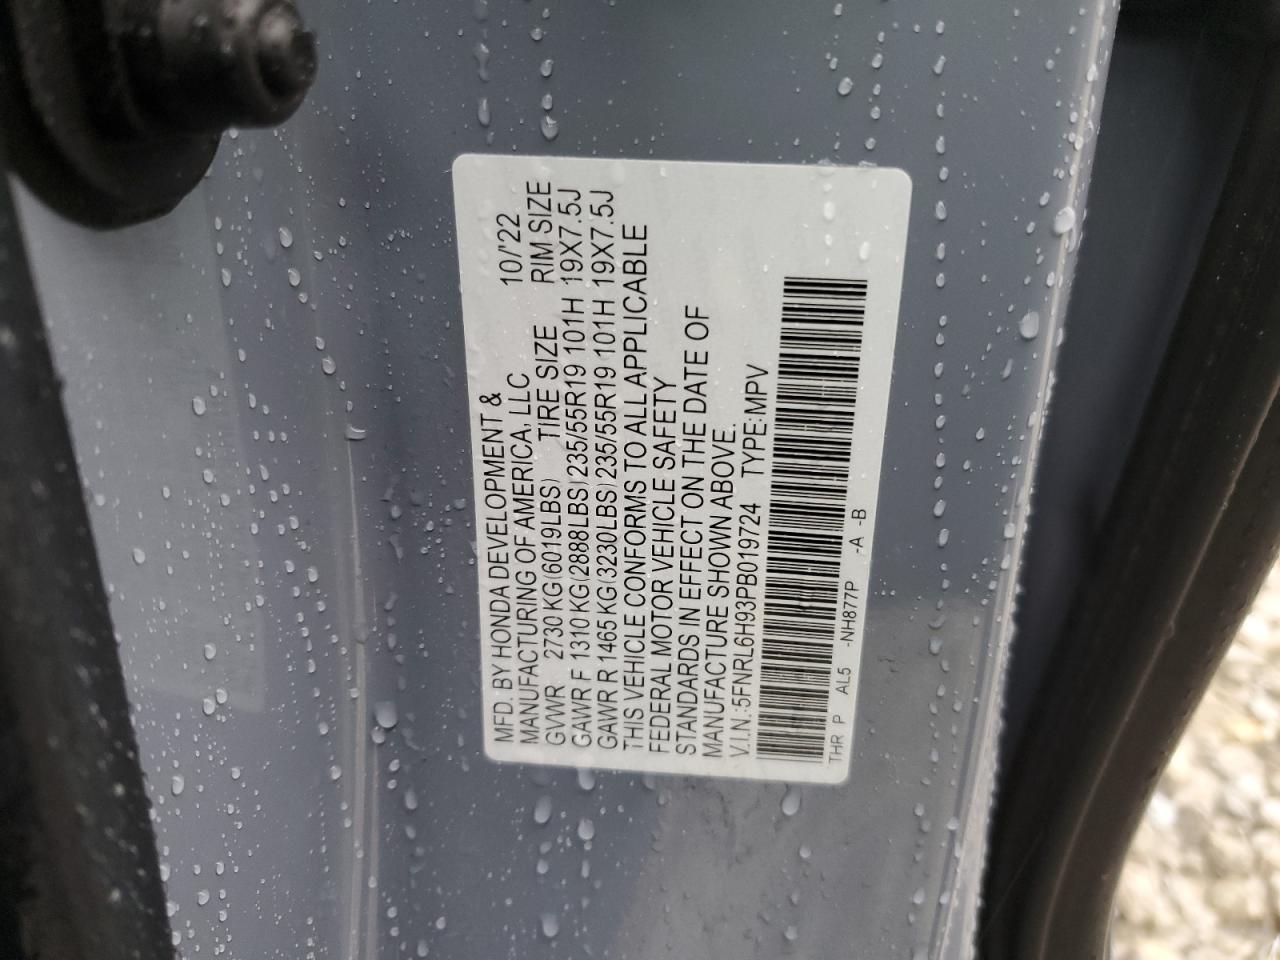 MFD. BY HONDA DEVELOPMENT &
MANUFACTURING OF AMERICA, LLC 10/'22
GVWR 2730 KG(6019LBS) TIRE SIZE RIM SIZE
GAWR F 1310 KG(2888LBS) 235/55R19 101H 19X7.5J
GAWR R 1465 KG(3230LBS) 235/55R19 101H 19X7.5J
THIS VEHICLE CONFORMS TO ALL APPLICABLE
FEDERAL MOTOR VEHICLE SAFETY
STANDARDS IN EFFECT ON THE DATE OF
MANUFACTURE SHOWN ABOVE.
V.I.N.:5FNRL6H93PB019724 TYPE:MPV
THR P AL5 -NH877P -A -B